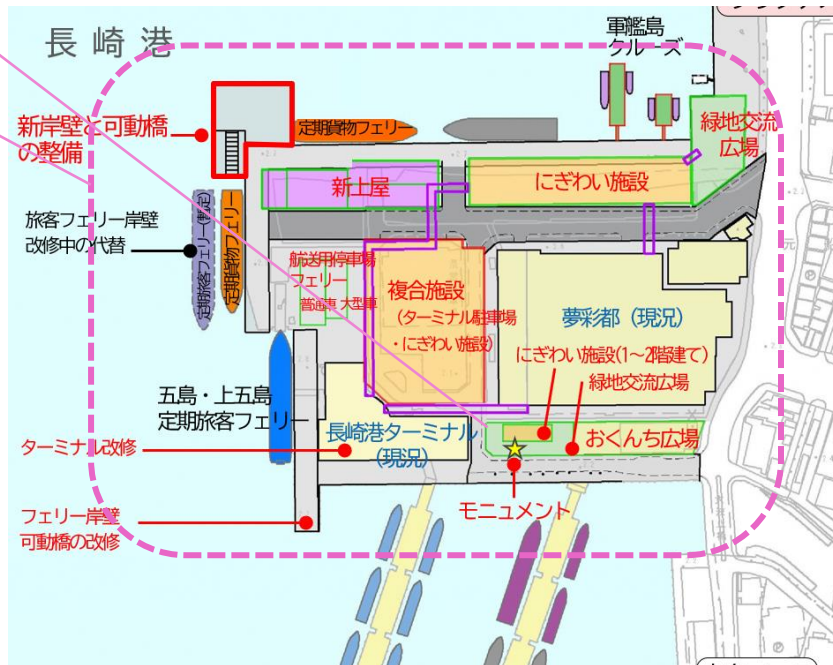 長崎港
軍艦島
クルーズ
新岸壁と可動橋
の整備
定期貨物フェリー
緑地交流
広場
新上屋
にぎわい施設
旅客フェリー岸壁
改修中の代替
定期旅客フェリー(暫定)
定期貨物フェリー
航送用停車場
フェリー
普通車 大型車
複合施設
(ターミナル駐車場
・にぎわい施設)
夢彩都(現況)
にぎわい施設(1~2階建て)
緑地交流広場
五島・上五島
定期旅客フェリー
ターミナル改修
長崎港ターミナル
(現況)
おくんち広場
モニュメント
フェリー岸壁
可動橋の改修
元